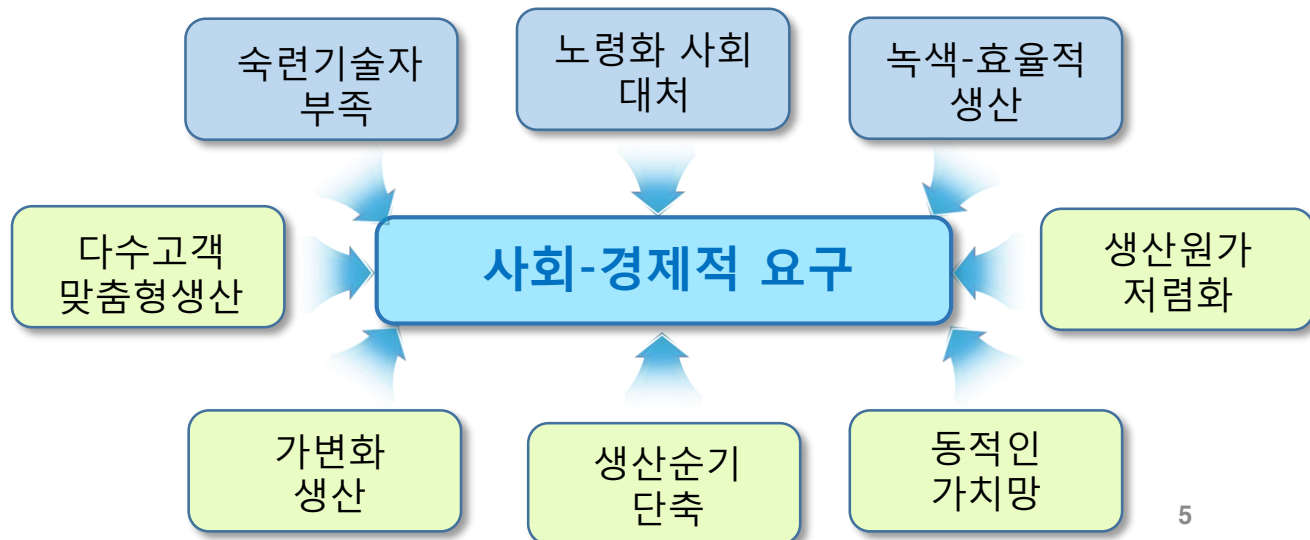 숙련기술자
부족
노령화 사회
대처
녹색-효율적
생산
다수고객
맞춤형생산
사회-경제적 요구
생산원가
저렴화
가변화
생산
생산순기
단축
동적인
가치망
5